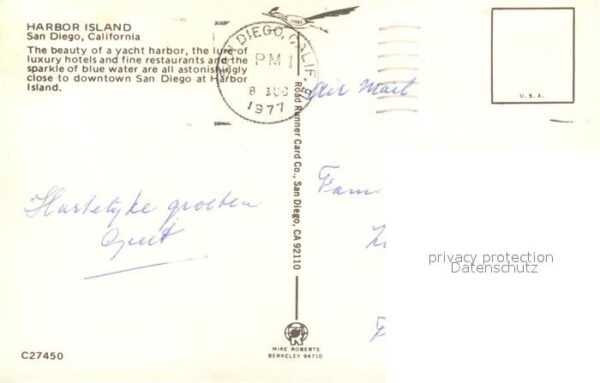 HARBOR ISLAND
San Diego, California
The beauty of a yacht harbor, the lure of
luxury hotels and fine restaurants and the
sparkle of blue water are all astonishingly
close to downtown San Diego at Harbor
Island.
SAN DIEGO, CALIF
PM
8 AUG
1977
Air Mail
U.S.A.
Road Runner Card Co., San Diego, CA 92110
Hartelijke groeten
Fam
privacy protection
Datenschutz
MIKE ROBERTS
BERKELEY 94710
C27450